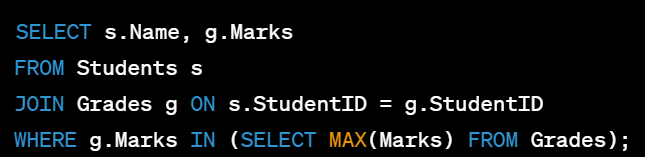 SELECT s.Name, g.Marks
FROM Students s
JOIN Grades g ON s.StudentID = g.StudentID
WHERE g.Marks IN (SELECT MAX(Marks) FROM Grades);